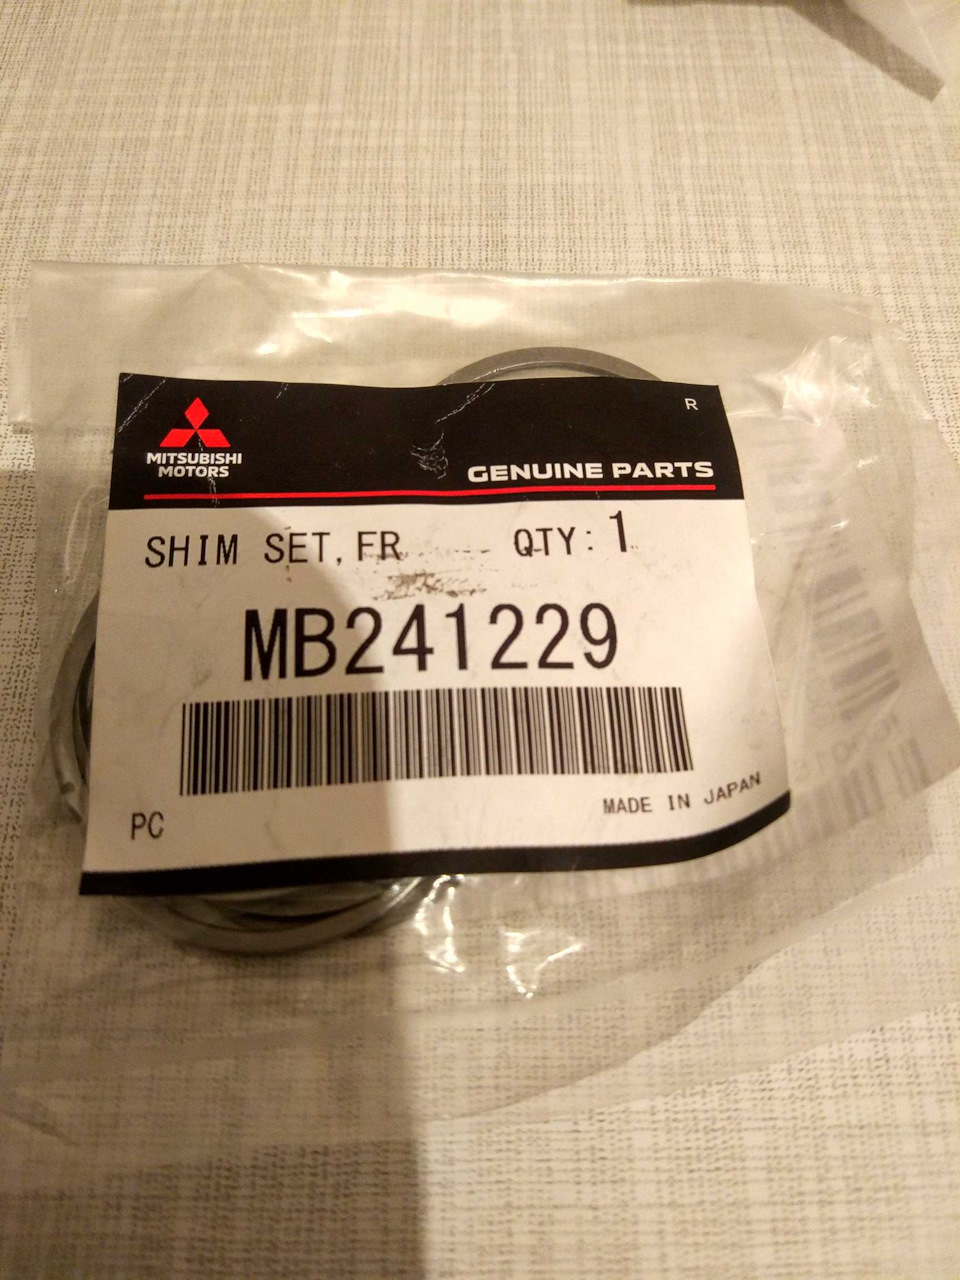 R
MITSUBISHI
MOTORS
GENUINE PARTS
SHIM SET,FR QTY:1
MB241229
MADE IN JAPAN
PC